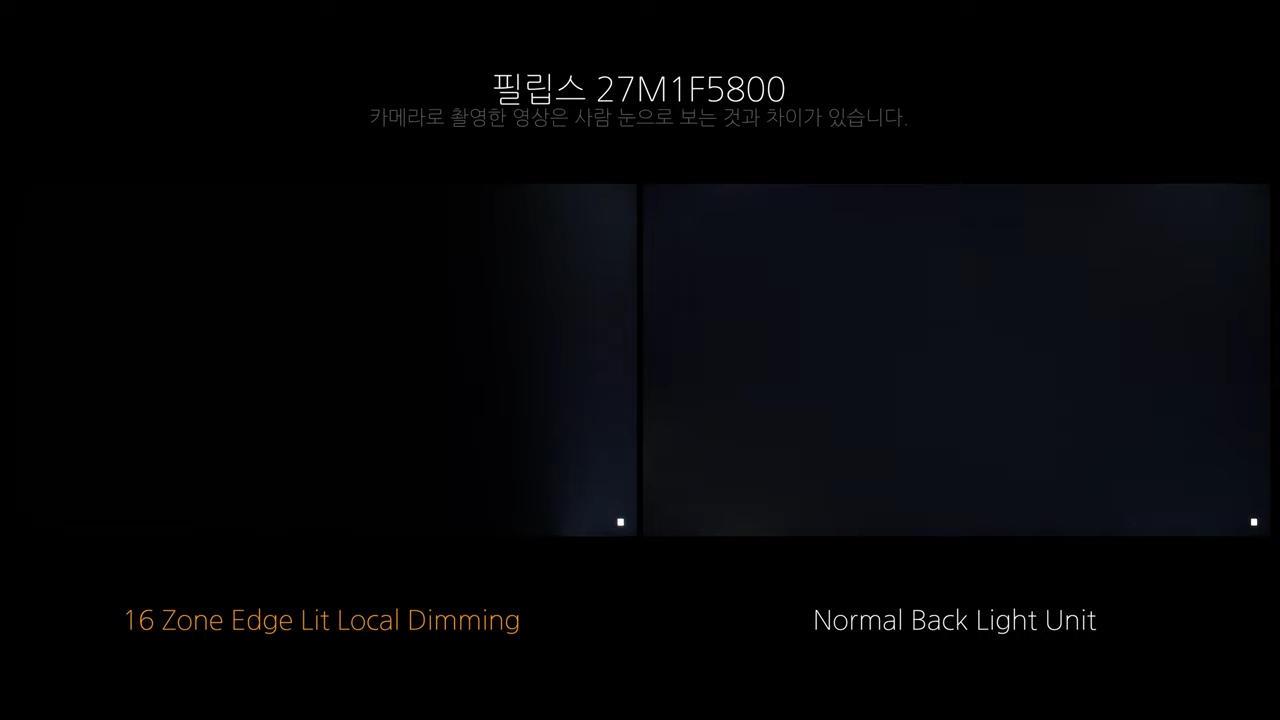 필립스 27M1F5800
카메라로 촬영한 영상은 사람 눈으로 보는 것과 차이가 있습니다.
16 Zone Edge Lit Local Dimming
Normal Back Light Unit